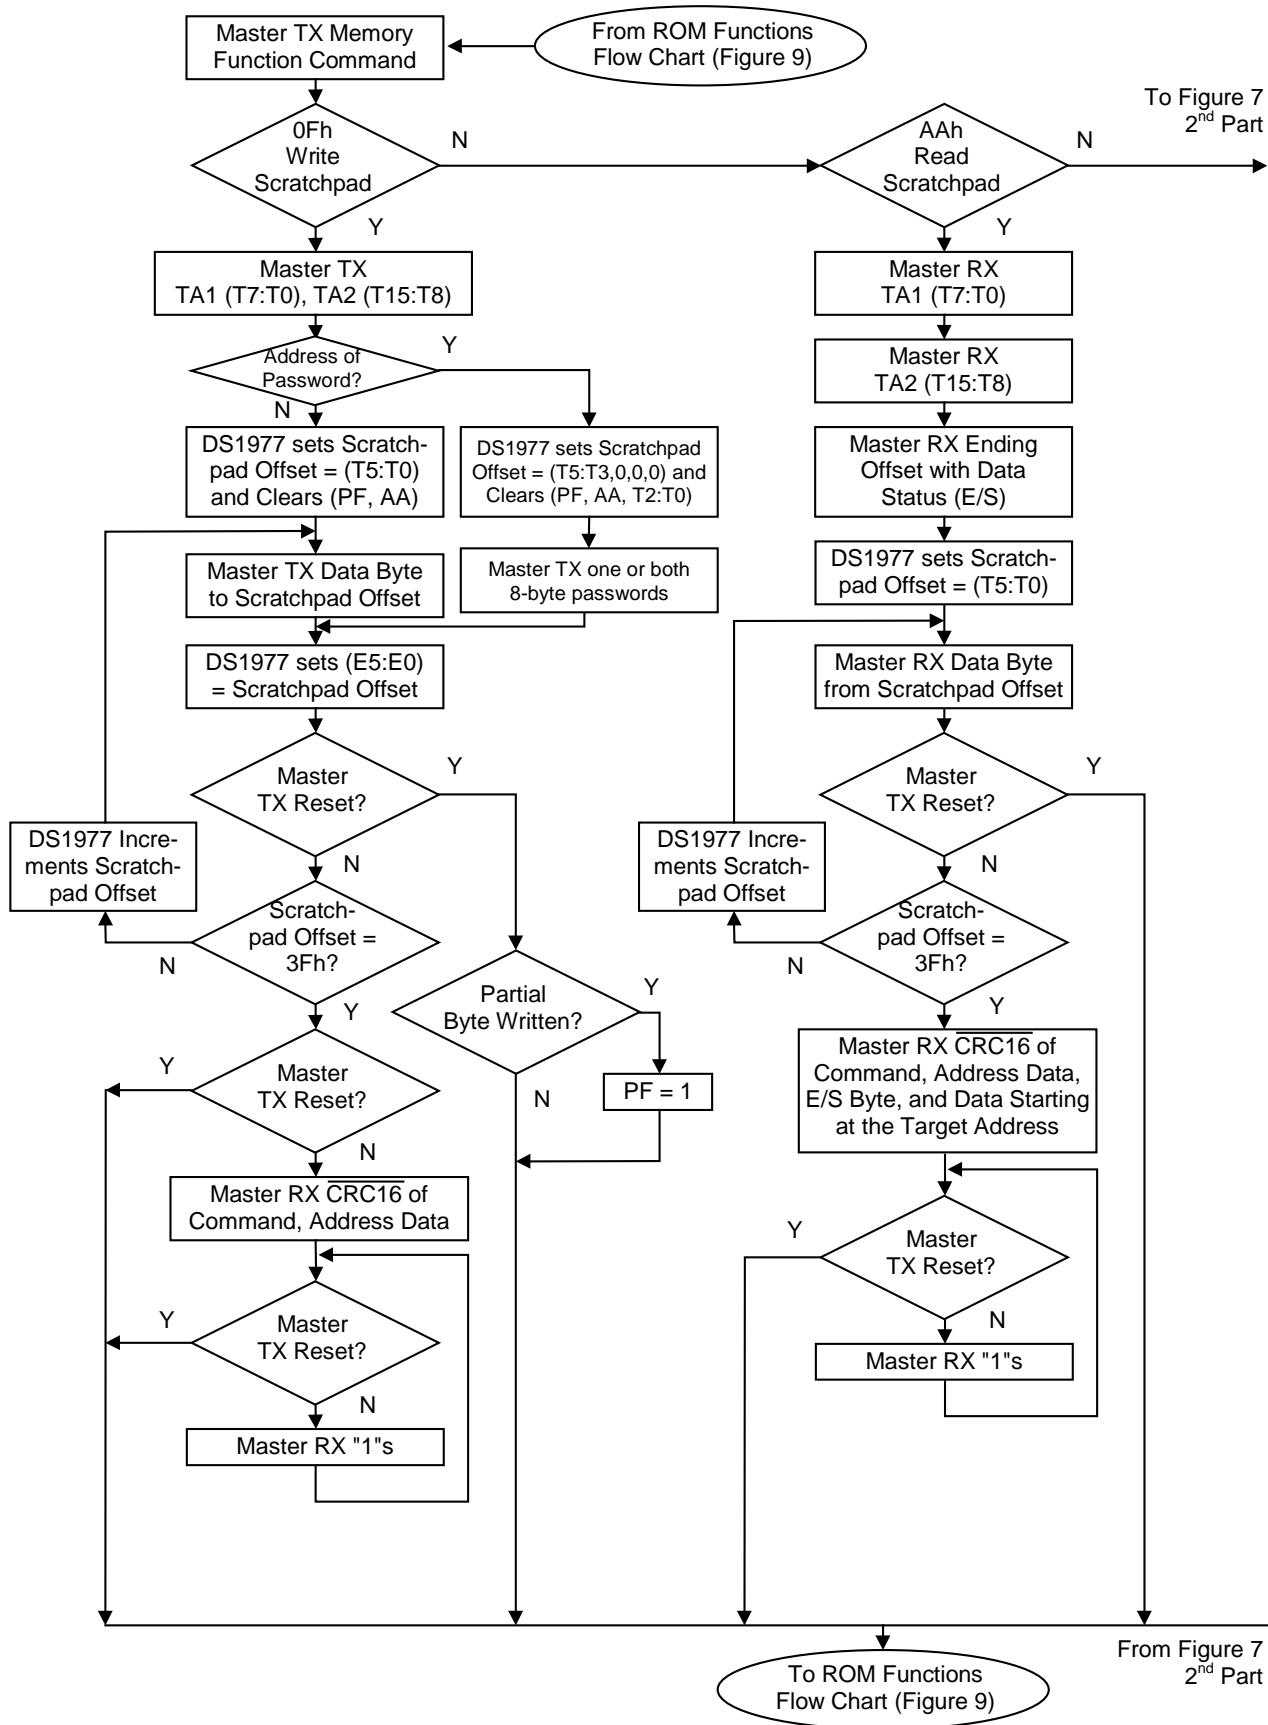 Master TX Memory
Function Command
From ROM Functions
Flow Chart (Figure 9)
To Figure 7
2nd Part
0Fh
Write
Scratchpad
N
Y
AAh
Read
Scratchpad
N
Y
Master TX
TA1 (T7:T0), TA2 (T15:T8)
Address of
Password?
Y
N
DS1977 sets Scratch-
pad Offset = (T5:T0)
and Clears (PF, AA)
DS1977 sets Scratchpad
Offset = (T5:T3,0,0,0) and
Clears (PF, AA, T2:T0)
Master TX Data Byte
to Scratchpad Offset
Master TX one or both
8-byte passwords
DS1977 sets (E5:E0)
= Scratchpad Offset
Master
TX Reset?
Y
N
DS1977 Incre-
ments Scratch-
pad Offset
Scratch-
pad Offset =
3Fh?
N
Y
Partial
Byte Written?
Y
N
PF = 1
Master
TX Reset?
Y
N
Master RX CRC16 of
Command, Address Data
Master
TX Reset?
Y
N
Master RX "1"s
Master RX
TA1 (T7:T0)
Master RX
TA2 (T15:T8)
Master RX Ending
Offset with Data
Status (E/S)
DS1977 sets Scratch-
pad Offset = (T5:T0)
Master RX Data Byte
from Scratchpad Offset
Master
TX Reset?
Y
N
DS1977 Incre-
ments Scratch-
pad Offset
Scratch-
pad Offset =
3Fh?
N
Y
Master RX CRC16 of
Command, Address Data,
E/S Byte, and Data Starting
at the Target Address
Master
TX Reset?
Y
N
Master RX "1"s
From Figure 7
2nd Part
To ROM Functions
Flow Chart (Figure 9)